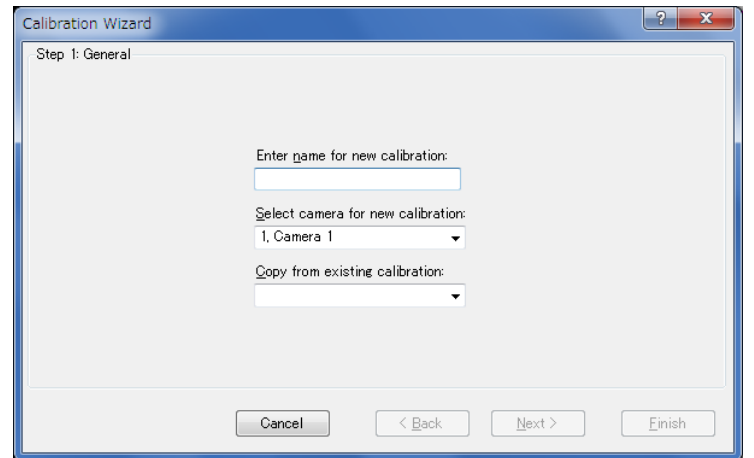 Calibration Wizard
?
X
Step 1: General
Enter name for new calibration:
Select camera for new calibration:
1, Camera 1
Copy from existing calibration:
Cancel
< Back
Next >
Finish